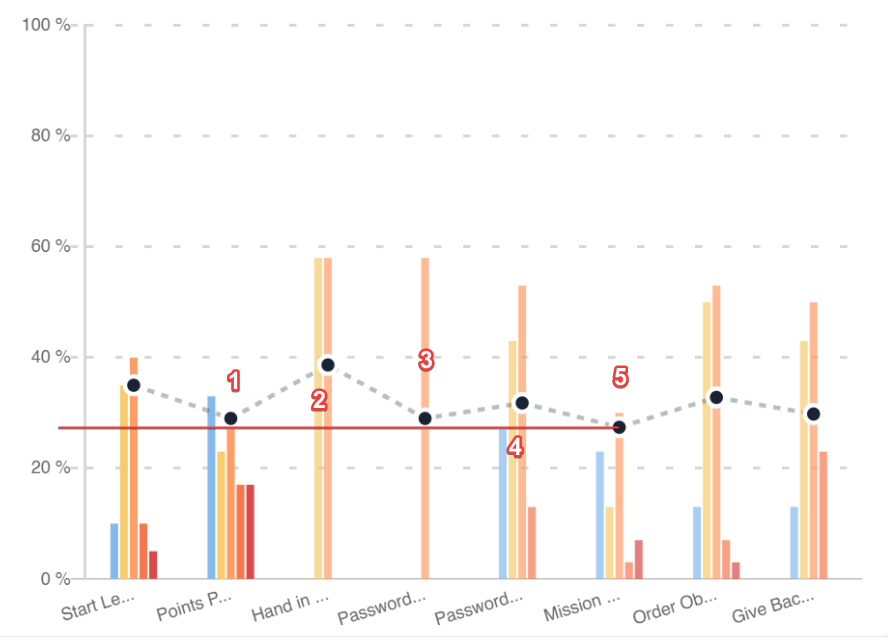 100 %
80 %
60 %
40 %
20 %
0 %
1
2
3
4
5
Start Le...
Points P...
Hand in ...
Password...
Password...
Mission ...
Order Ob...
Give Bac...